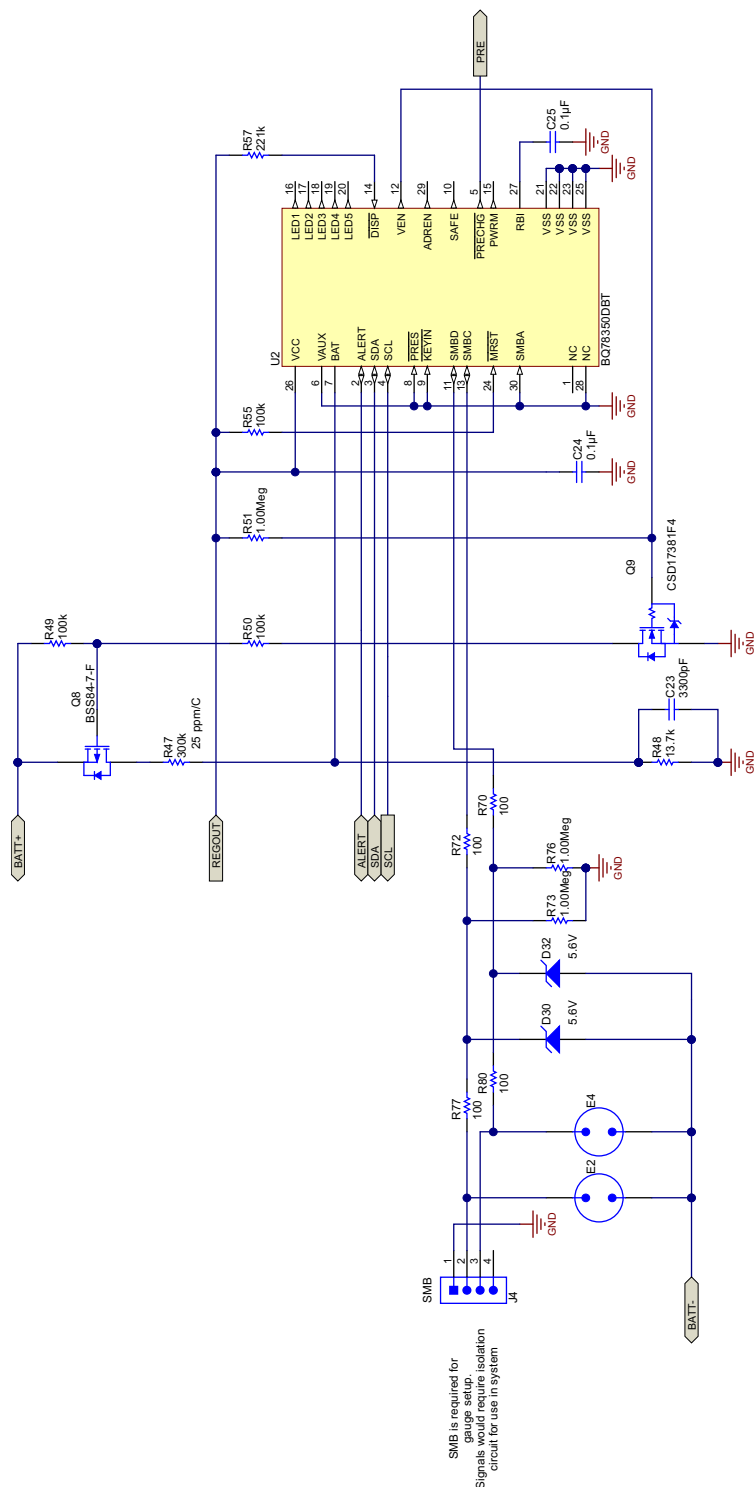 BATT+
Q8
BSS84-7-F
R49
100k
R47
300k
25 ppm/C
REGOUT
R50
100k
R51
1.00Meg
R55
100k
R57
221k
PRE
ALERT
SDA
SCL
U2
26
VCC
6
VAUX
7
BAT
2
ALERT
3
SDA
4
SCL
8
PRES
9
KEYIN
11
SMBD
13
SMBC
24
MRST
30
SMBA
1
NC
28
NC
LED1
16
LED2
17
LED3
18
LED4
19
LED5
20
DISP
14
VEN
12
ADREN
29
SAFE
10
PRECHG
5
PWRM
15
RBI
27
VSS
21
VSS
22
VSS
23
VSS
25
BQ78350DBT
C25
0.1µF
GND
GND
GND
C24
0.1µF
GND
Q9
CSD17381F4
GND
C23
3300pF
R48
13.7k
GND
R72
100
R70
100
R76
1.00Meg
R73
1.00Meg
GND
D32
5.6V
D30
5.6V
R77
100
R80
100
E4
E2
GND
SMB
1
2
3
4
J4
BATT-
SMB is required for
gauge setup.
Signals would require isolation
circuit for use in system